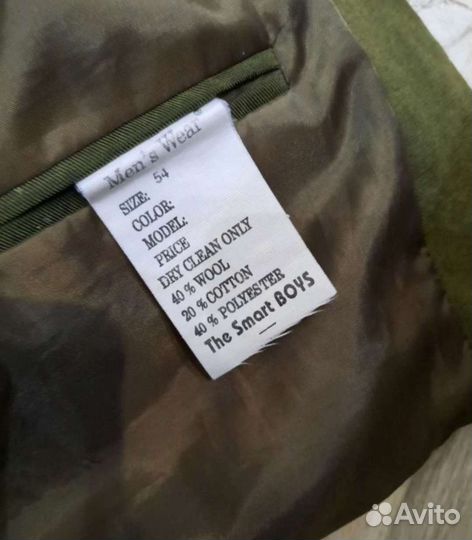 Men's Wear
SIZE: 54
COLOR:
MODEL:
PRICE
DRY CLEAN ONLY
40 % WOOL
20 % COTTON
40 % POLYESTER
The Smart BOYS
Avito